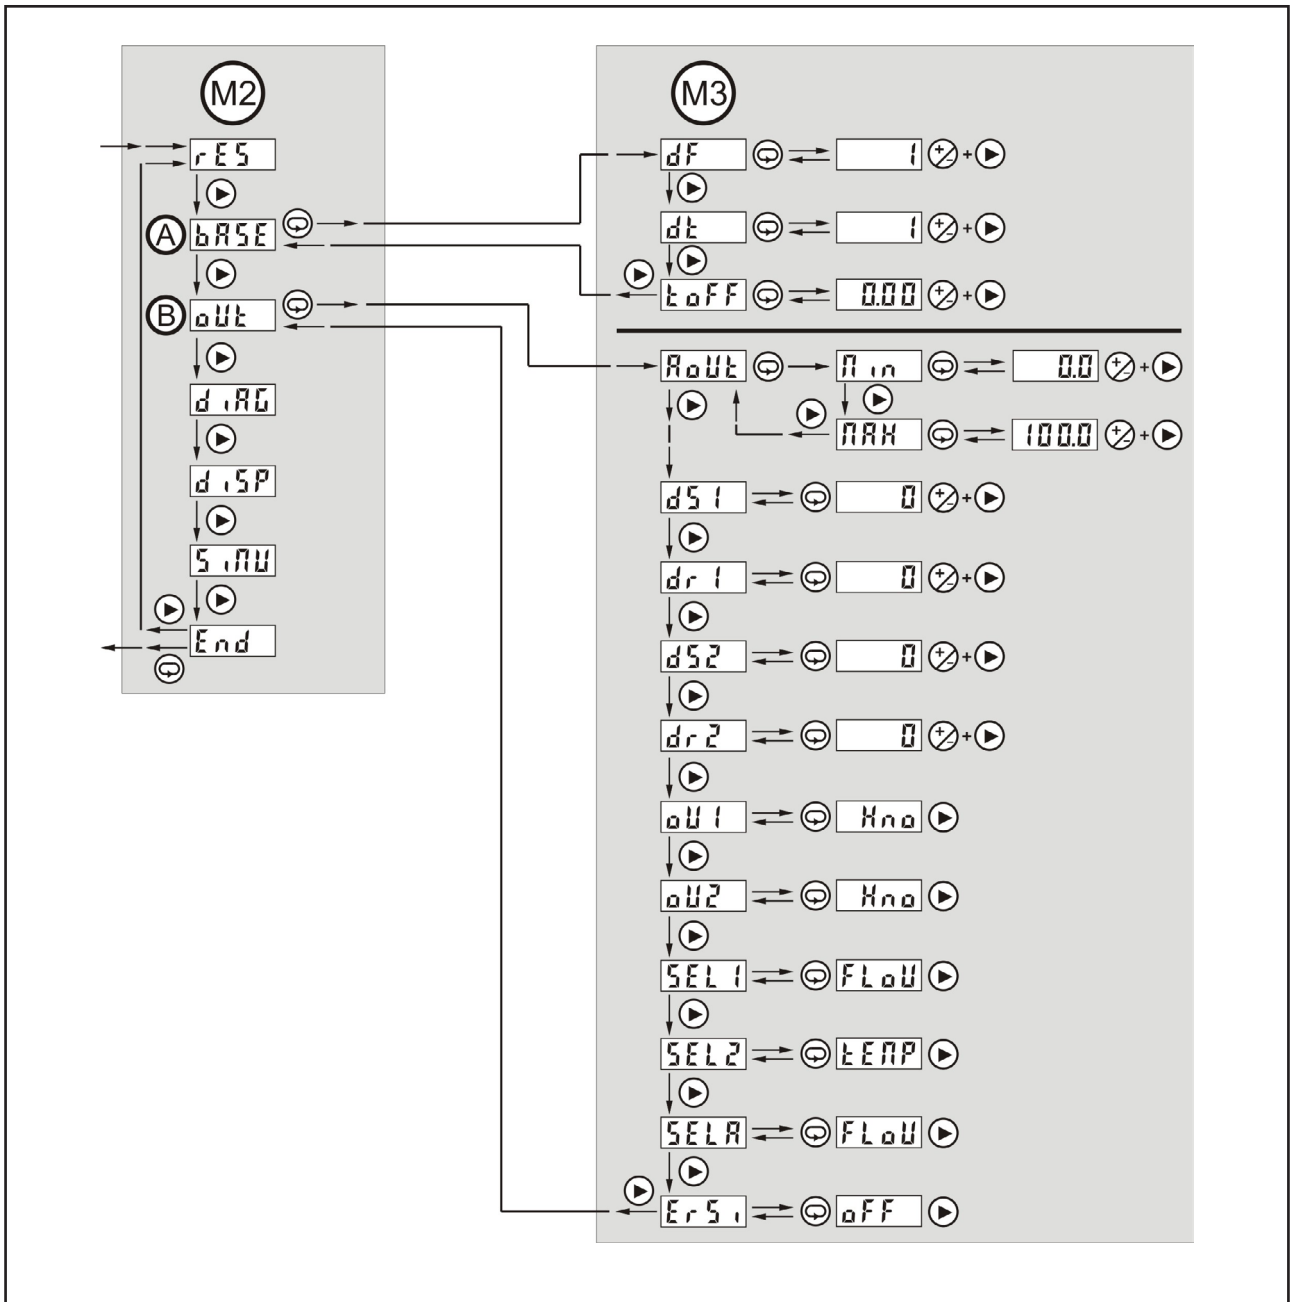 M2
rES
A bASE
B oUt
diAG
diSP
SiMU
End
M3
dF 1 +/- +
dt 1 +/- +
toFF 0.00 +/- +
AoUt Min 0.0 +/- +
MAX 100.0 +/- +
dS1 0 +/- +
dr1 0 +/- +
dS2 0 +/- +
dr2 0 +/- +
oU1 Hno
oU2 Hno
SEL1 FLoU
SEL2 tEMP
SELA FLoU
ErSi oFF